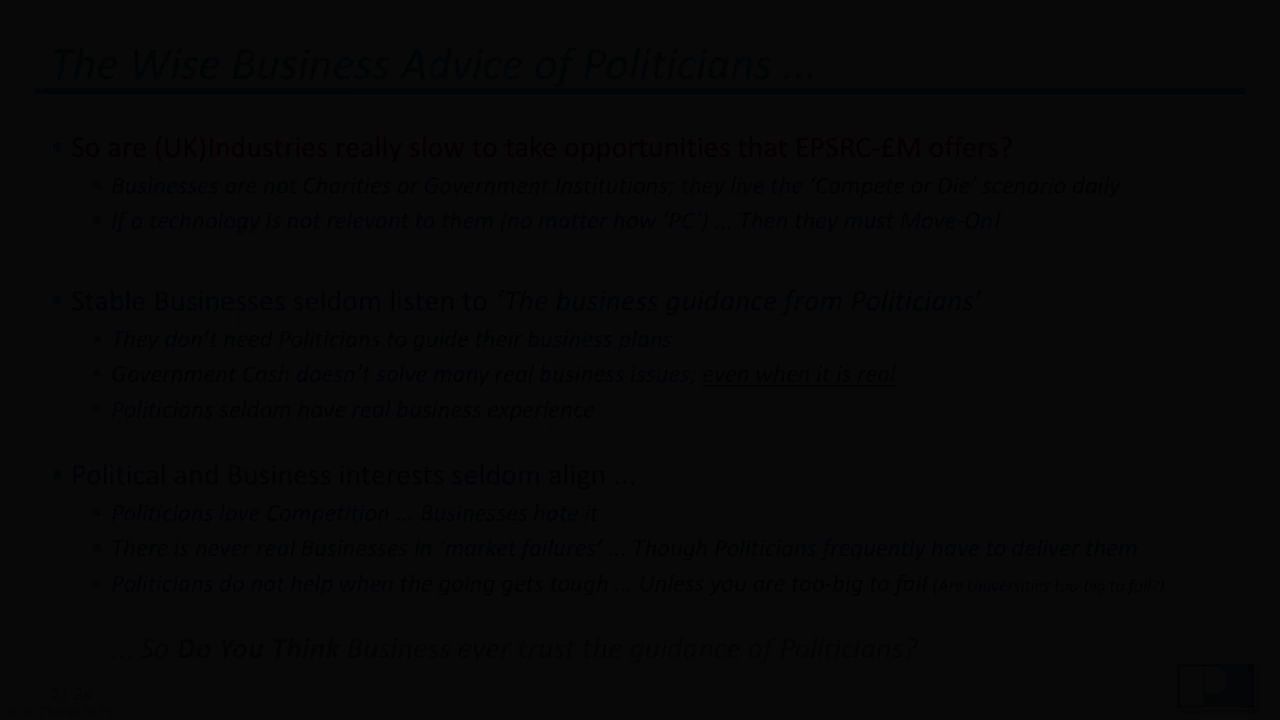 The Wise Business Advice of Politicians ...
• So are (UK)Industries really slow to take opportunities that EPSRC-£M offers?
• Businesses are not Charities or Government Institutions; they live the ‘Compete or Die’ scenario daily
• If a technology is not relevant to them (no matter how ‘PC’) ... Then they must Move-On!
• Stable Businesses seldom listen to ‘The business guidance from Politicians’
• They don’t need Politicians to guide their business plans
• Government Cash doesn’t solve many real business issues; even when it is real
• Politicians seldom have real business experience
• Political and Business interests seldom align ...
• Politicians love Competition ... Businesses hate it
• There is never real Businesses in ‘market failures’ ... Though Politicians frequently have to deliver them
• Politicians do not help when the going gets tough ... Unless you are too-big to fail (Are Universities too-big to fail?)
... So Do You Think Business ever trust the guidance of Politicians?